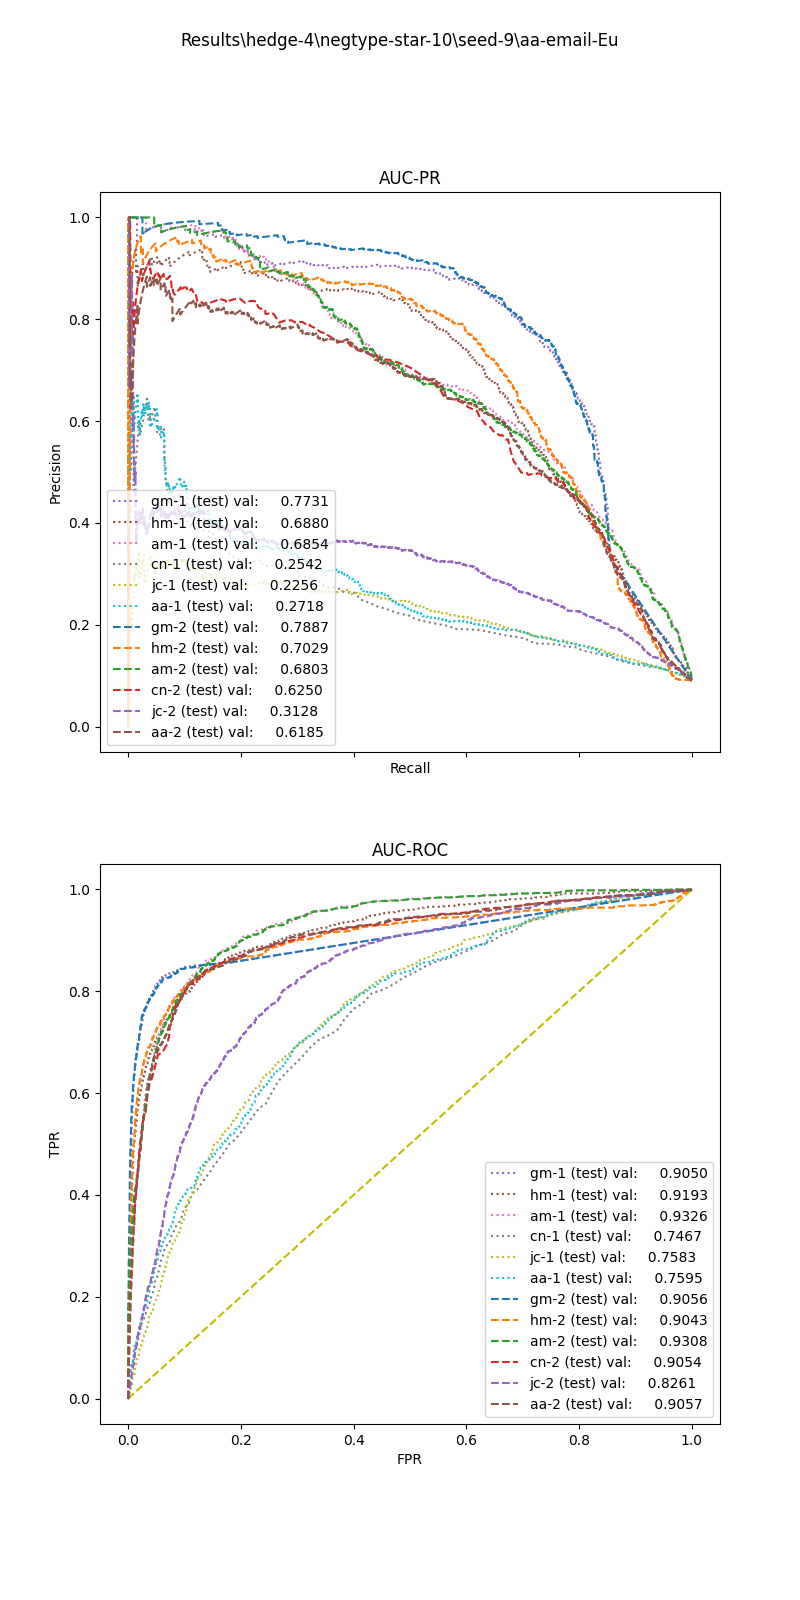 Results\hedge-4\negtype-star-10\seed-9\aa-email-Eu
AUC-PR
1.0
0.8
0.6
0.4
0.2
0.0
Precision
gm-1 (test) val: 0.7731
hm-1 (test) val: 0.6880
am-1 (test) val: 0.6854
cn-1 (test) val: 0.2542
jc-1 (test) val: 0.2256
aa-1 (test) val: 0.2718
gm-2 (test) val: 0.7887
hm-2 (test) val: 0.7029
am-2 (test) val: 0.6803
cn-2 (test) val: 0.6250
jc-2 (test) val: 0.3128
aa-2 (test) val: 0.6185
Recall
AUC-ROC
1.0
0.8
0.6
0.4
0.2
0.0
TPR
gm-1 (test) val: 0.9050
hm-1 (test) val: 0.9193
am-1 (test) val: 0.9326
cn-1 (test) val: 0.7467
jc-1 (test) val: 0.7583
aa-1 (test) val: 0.7595
gm-2 (test) val: 0.9056
hm-2 (test) val: 0.9043
am-2 (test) val: 0.9308
cn-2 (test) val: 0.9054
jc-2 (test) val: 0.8261
aa-2 (test) val: 0.9057
0.0 0.2 0.4 0.6 0.8 1.0
FPR